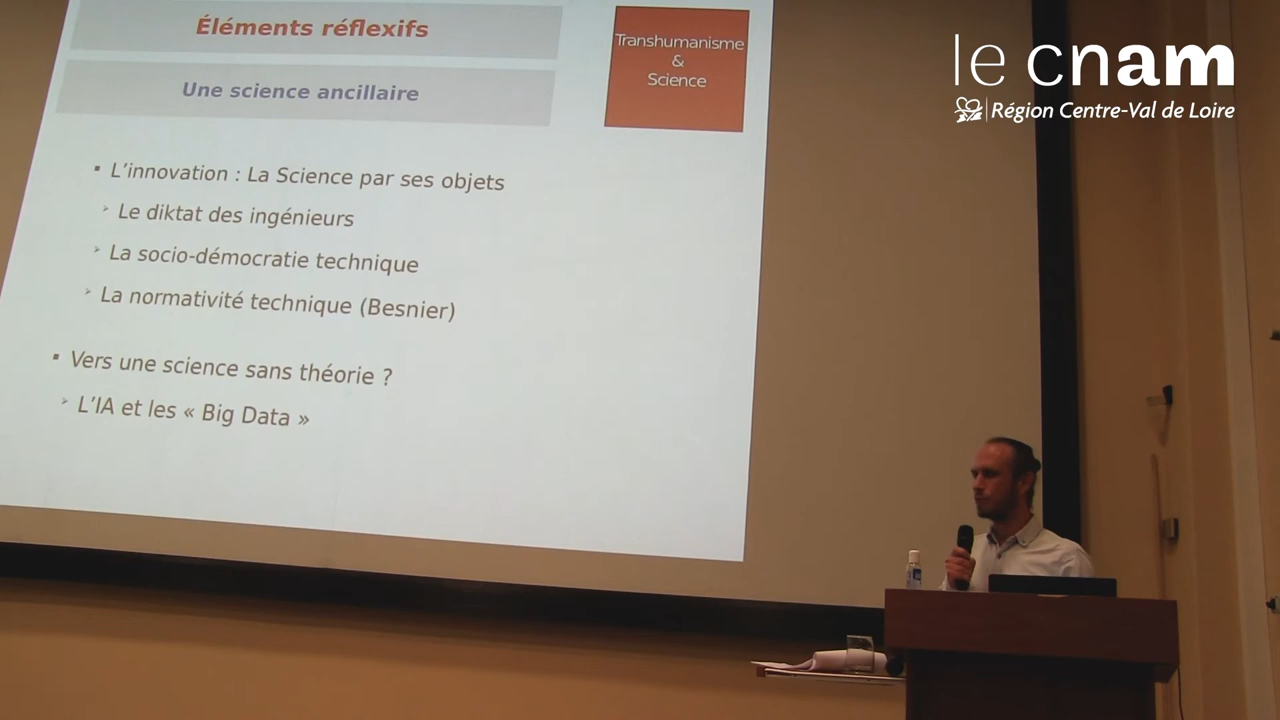 Éléments réflexifs
Une science ancillaire
Transhumanisme
&
Science
le cnam
Région Centre-Val de Loire
▪ L'innovation : La Science par ses objets
➢ Le diktat des ingénieurs
➢ La socio-démocratie technique
➢ La normativité technique (Besnier)
▪ Vers une science sans théorie ?
➢ L'IA et les « Big Data »